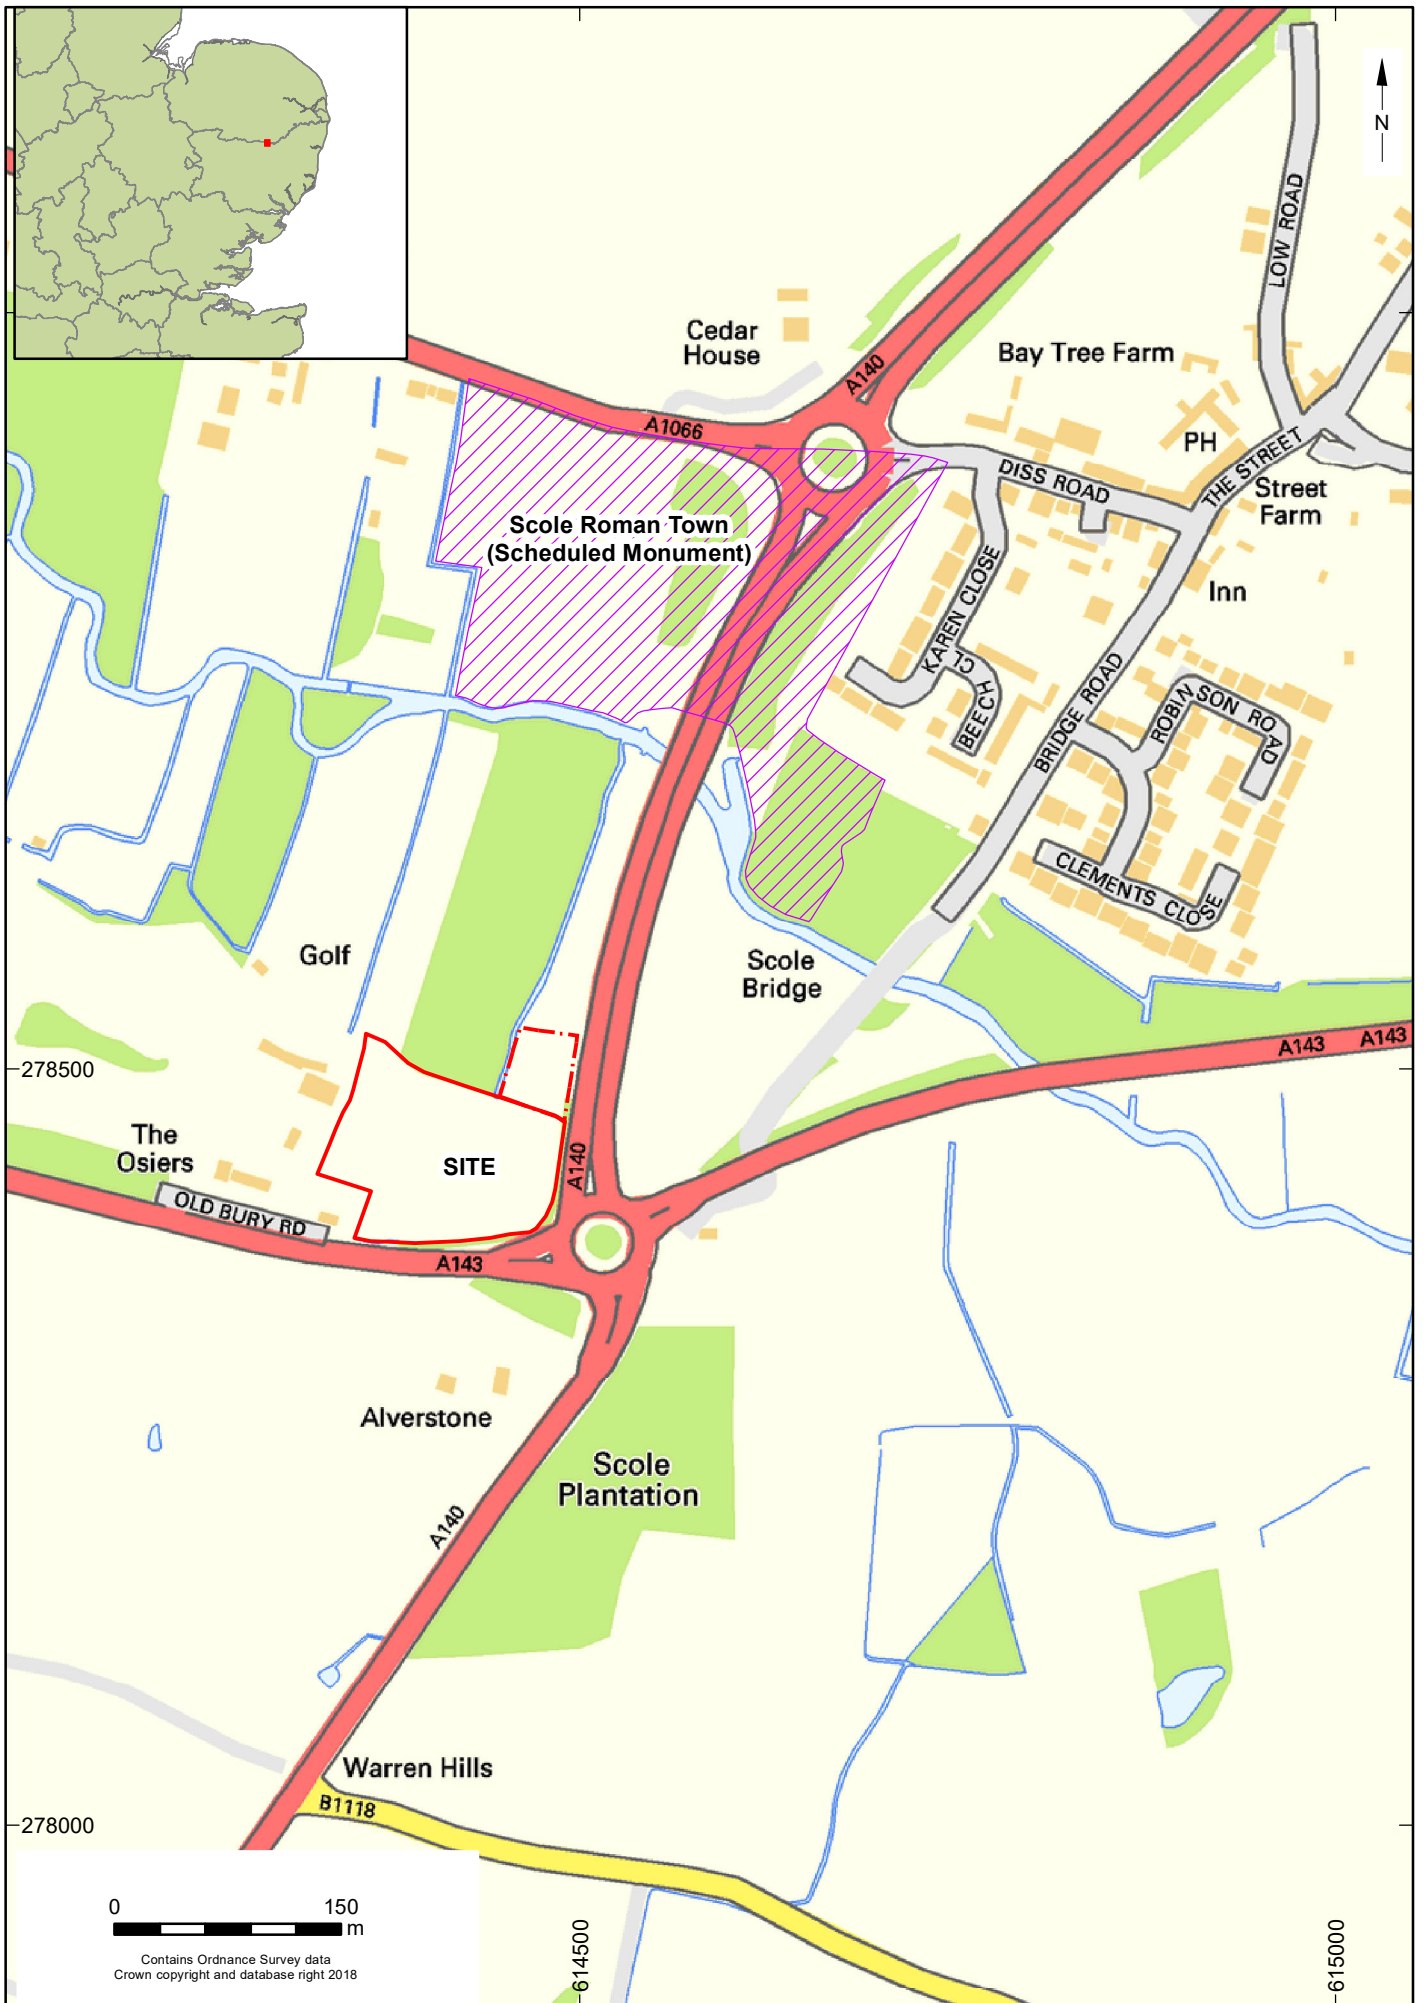 N
LOW ROAD
Cedar
House
A140
Bay Tree Farm
A1066
PH
THE STREET
DISS ROAD
Street
Farm
Scole Roman Town
(Scheduled Monument)
KAREN CLOSE
Inn
BEECH CL
BRIDGE ROAD
ROBINSON ROAD
CLEMENTS CLOSE
Golf
Scole
Bridge
A143
A143
278500
The
Osiers
SITE
A140
OLD BURY RD
A143
Alverstone
Scole
Plantation
A140
Warren Hills
B1118
278000
0 150
m
Contains Ordnance Survey data
Crown copyright and database right 2018
614500
615000